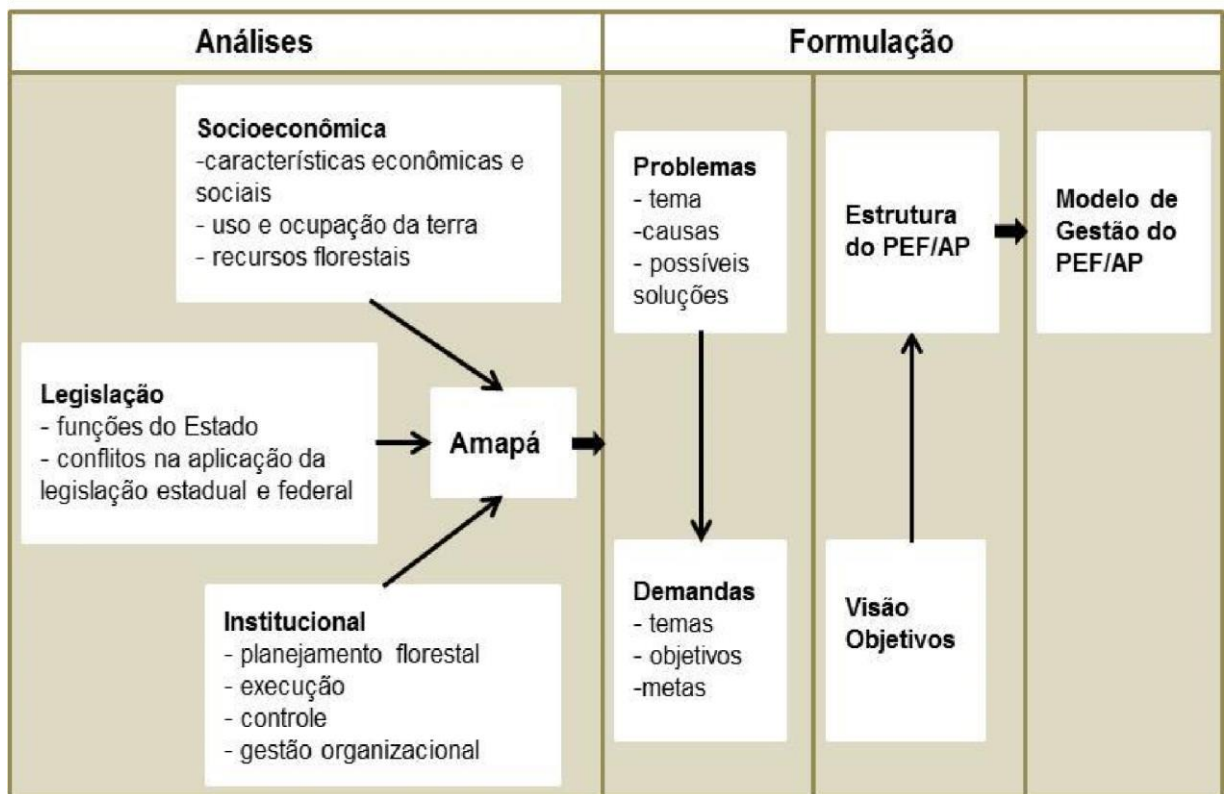 Análises
Formulação
Socioeconômica
-características econômicas e
sociais
- uso e ocupação da terra
- recursos florestais
Legislação
- funções do Estado
- conflitos na aplicação da
legislação estadual e federal
Institucional
- planejamento florestal
- execução
- controle
- gestão organizacional
Amapá
Problemas
- tema
-causas
- possíveis
soluções
Demandas
- temas
- objetivos
-metas
Estrutura
do PEF/AP
Visão
Objetivos
Modelo de
Gestão do
PEF/AP